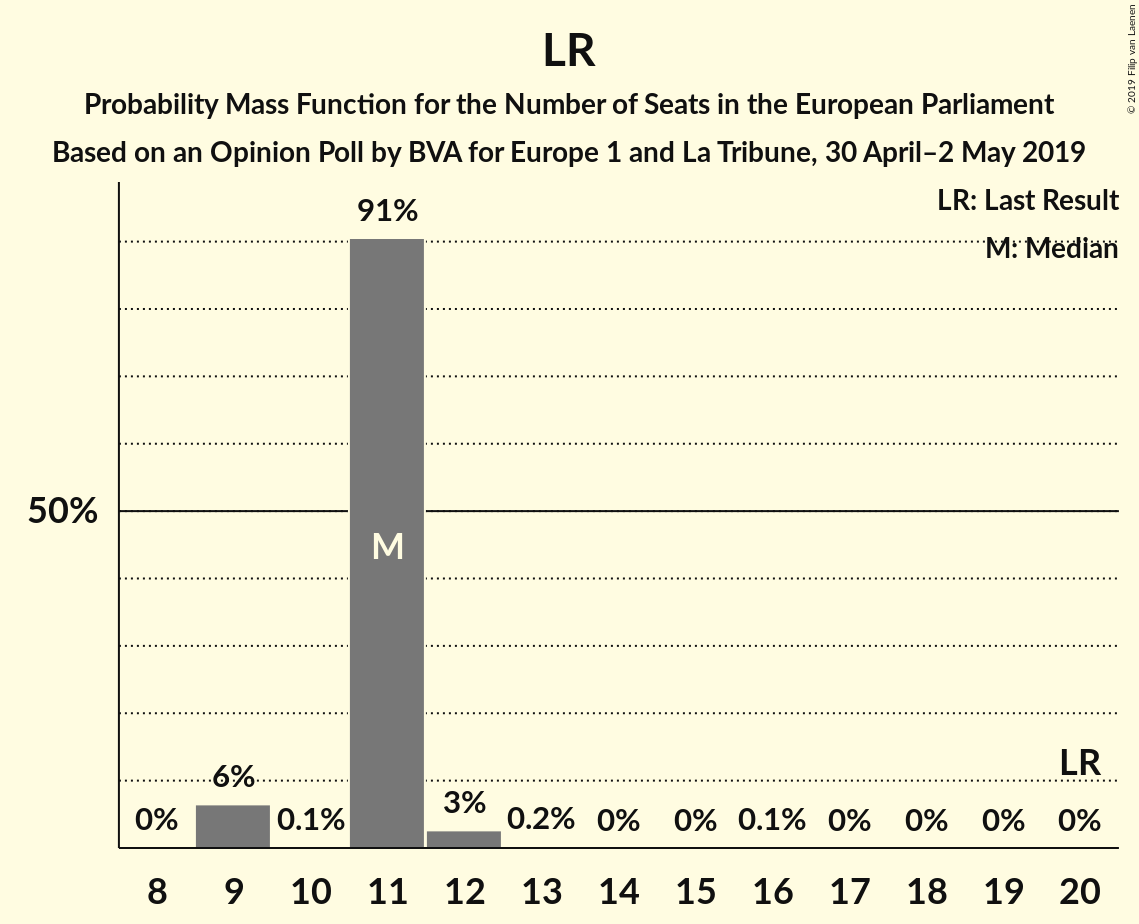 LR
Probability Mass Function for the Number of Seats in the European Parliament
Based on an Opinion Poll by BVA for Europe 1 and La Tribune, 30 April–2 May 2019
© 2019 Filip van Laenen
LR: Last Result
M: Median
91%
50%
M
LR
0% 6% 0.1% 3% 0.2% 0% 0% 0.1% 0% 0% 0% 0%
8 9 10 11 12 13 14 15 16 17 18 19 20